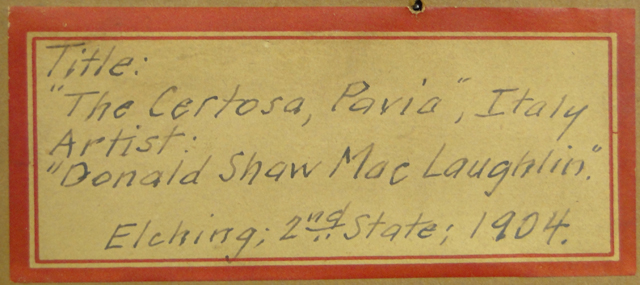 Title:
"The Certosa, Pavia", Italy
Artist:
"Donald Shaw Mac Laughlin".
Etching; 2nd State; 1904.